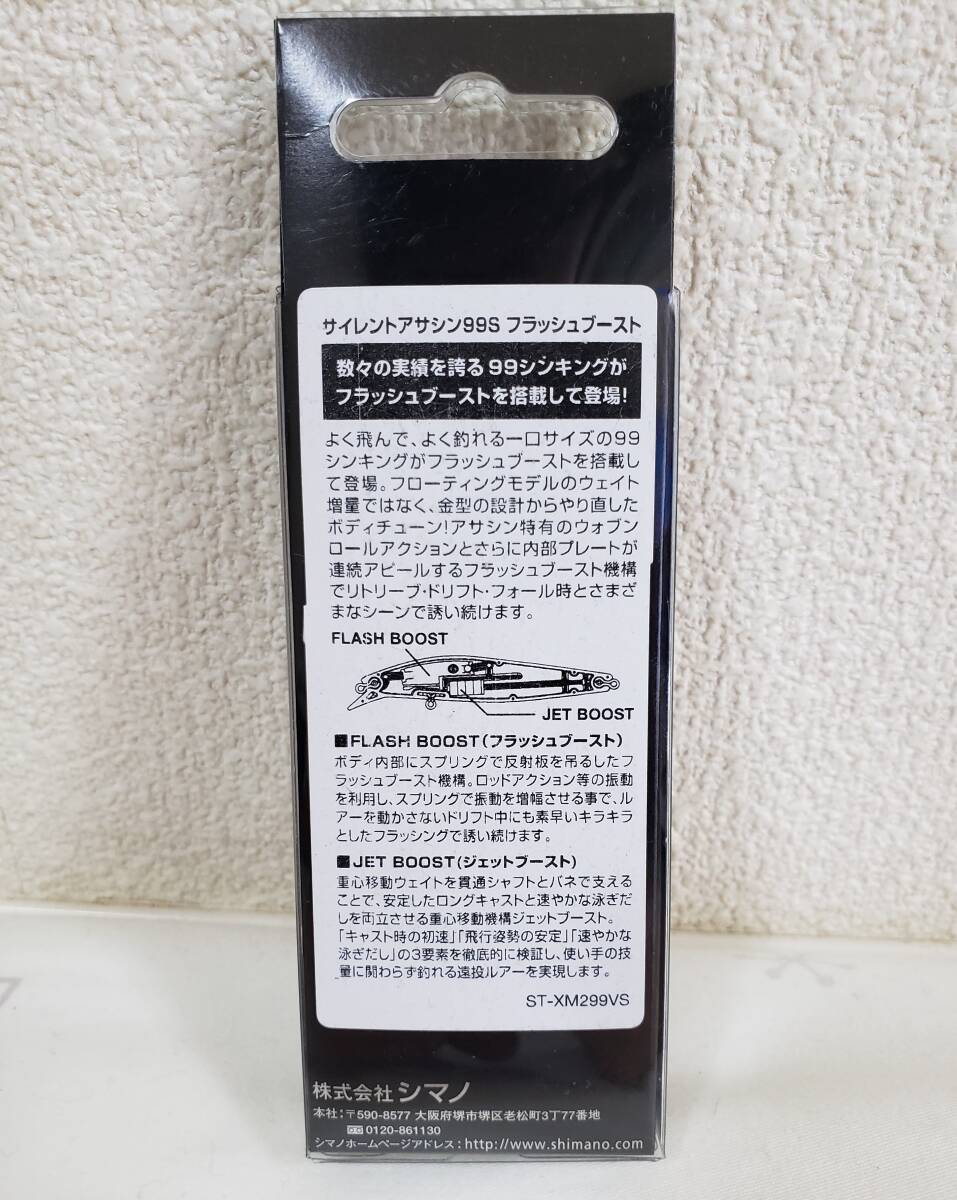 サイレントアサシン99S フラッシュブースト
数々の実績を誇る99シンキングが
フラッシュブーストを搭載して登場!
よく飛んで、よく釣れる一口サイズの99
シンキングがフラッシュブーストを搭載し
て登場。フローティングモデルのウェイト
増量ではなく、金型の設計からやり直した
ボディチューン!アサシン特有のウォブン
ロールアクションとさらに内部プレートが
連続アピールするフラッシュブースト機構
でリトリーブ・ドリフト・フォール時とさまざ
まなシーンで誘い続けます。
FLASH BOOST
JET BOOST
■FLASH BOOST(フラッシュブースト)
ボディ内部にスプリングで反射板を吊るしたフ
ラッシュブースト機構。ロッドアクション等の振動
を利用し、スプリングで振動を増幅させる事で、ル
アーを動かさないドリフト中にも素早いキラキラ
としたフラッシングで誘い続けます。
■JET BOOST(ジェットブースト)
重心移動ウェイトを貫通シャフトとバネで支える
ことで、安定したロングキャストと速やかな泳ぎだ
しを両立させる重心移動機構ジェットブースト。
「キャスト時の初速」「飛行姿勢の安定」「速やかな
泳ぎだし」の3要素を徹底的に検証し、使い手の技
量に関わらず釣れる遠投ルアーを実現します。
ST-XM299VS
株式会社 シマノ
本社:〒590-8577 大阪府堺市堺区老松町3丁77番地
0120-861130
シマノホームページアドレス:http://www.shimano.com